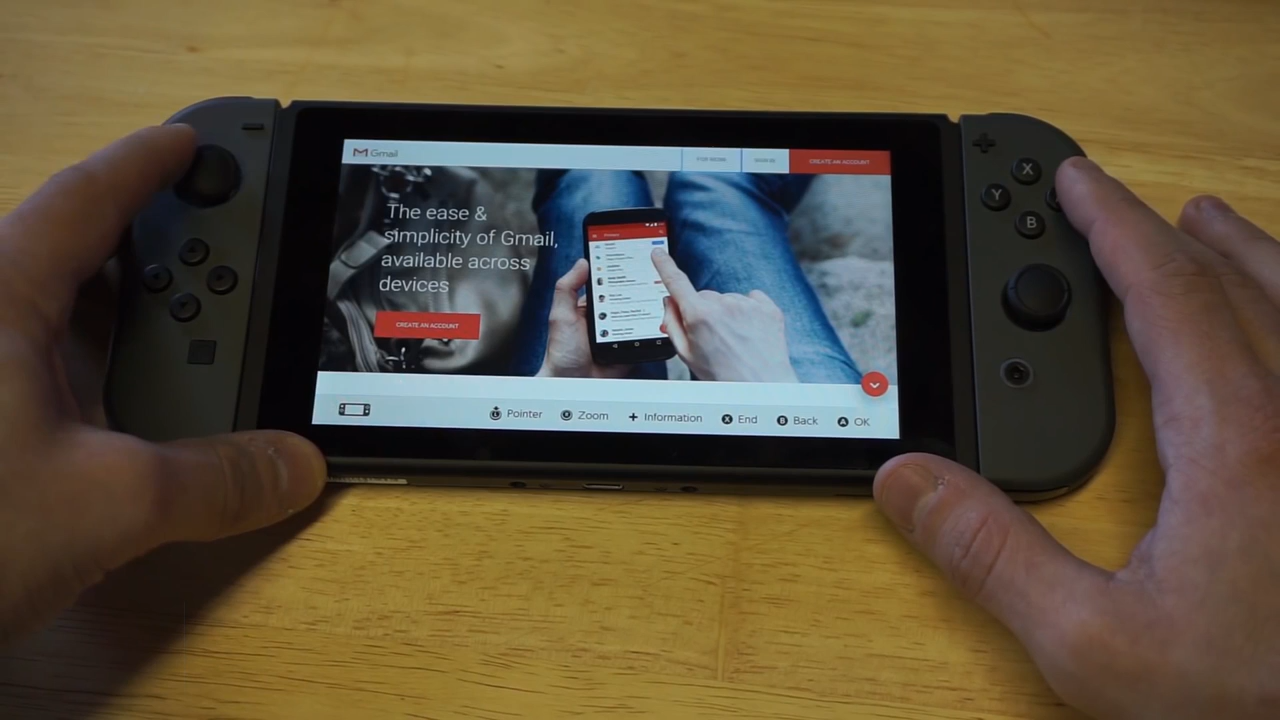 Gmail
FOR WORK
SIGN IN
CREATE AN ACCOUNT
The ease &
simplicity of Gmail,
available across
devices
CREATE AN ACCOUNT
Primary
Pointer
Zoom
Information
X End
B Back
A OK
X
Y
B